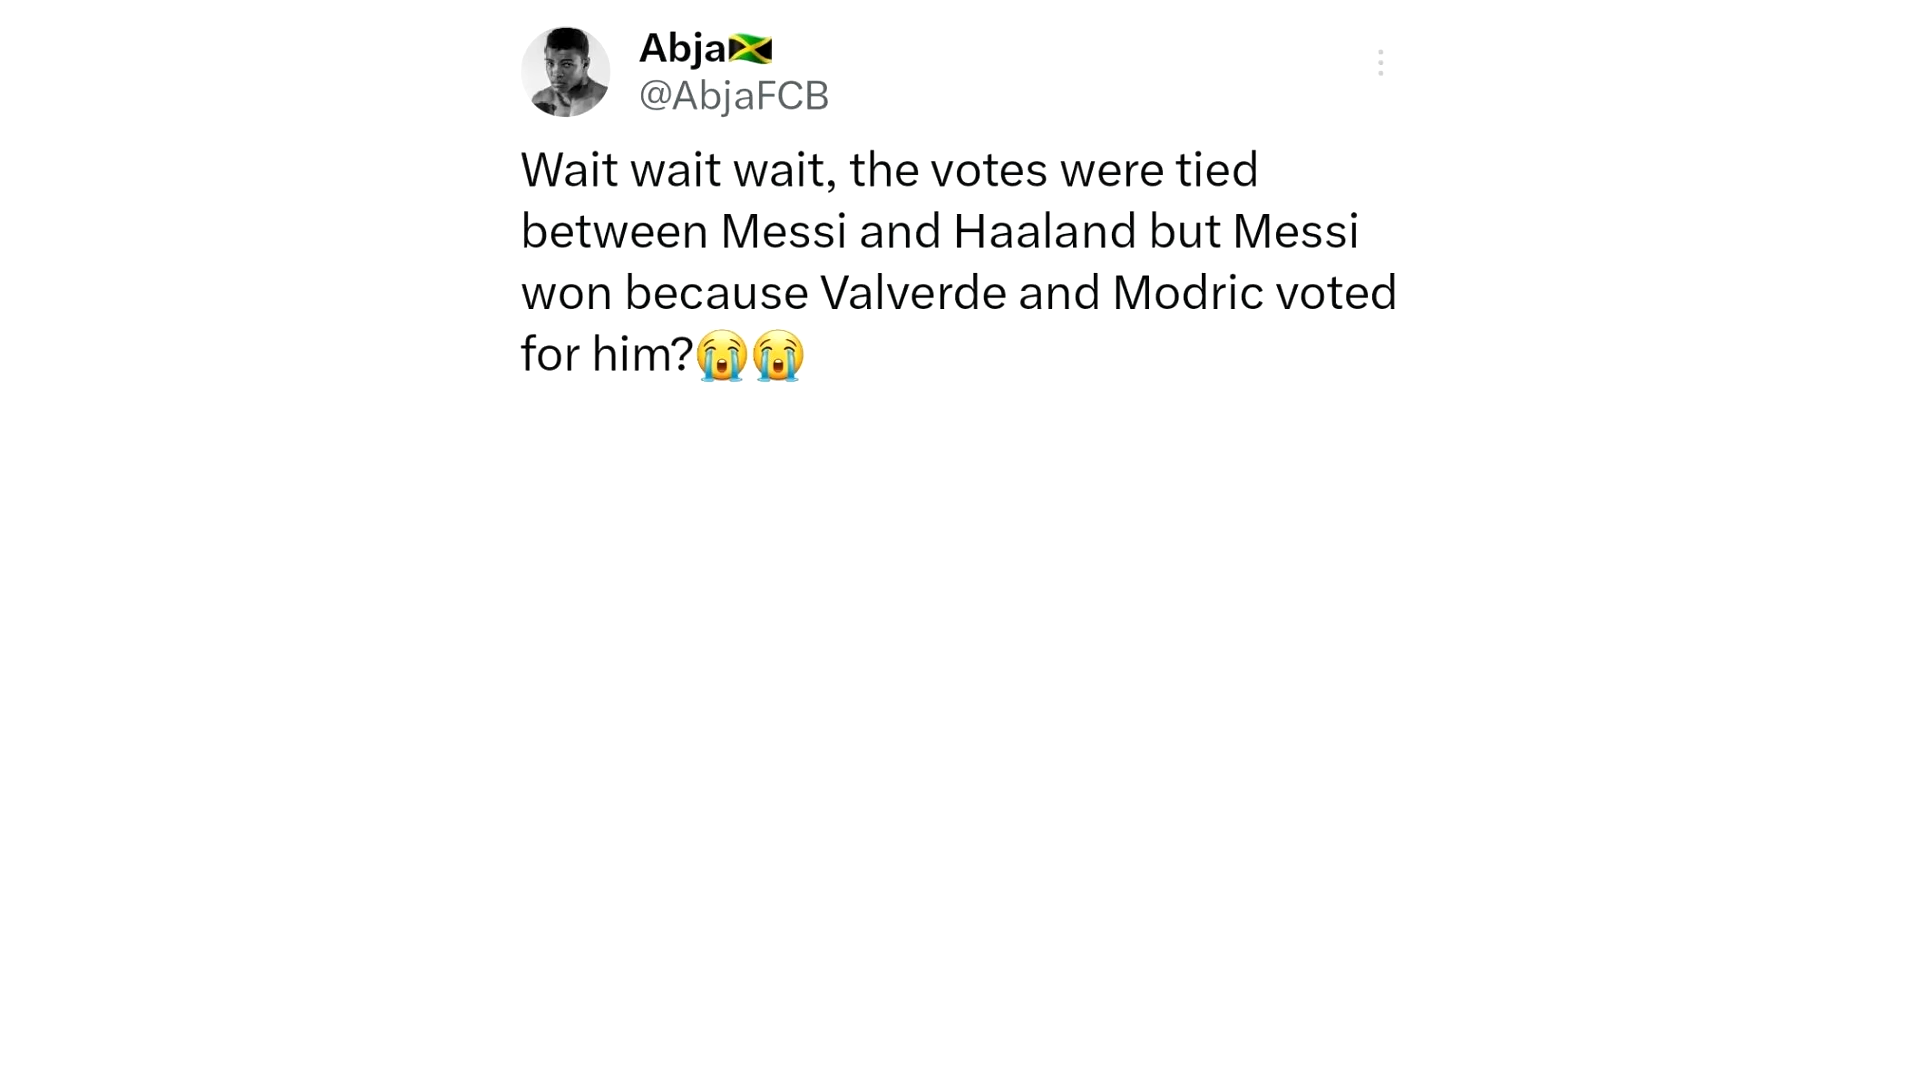 Abja🇯🇲
@AbjaFCB
Wait wait wait, the votes were tied
between Messi and Haaland but Messi
won because Valverde and Modric voted
for him?😭😭